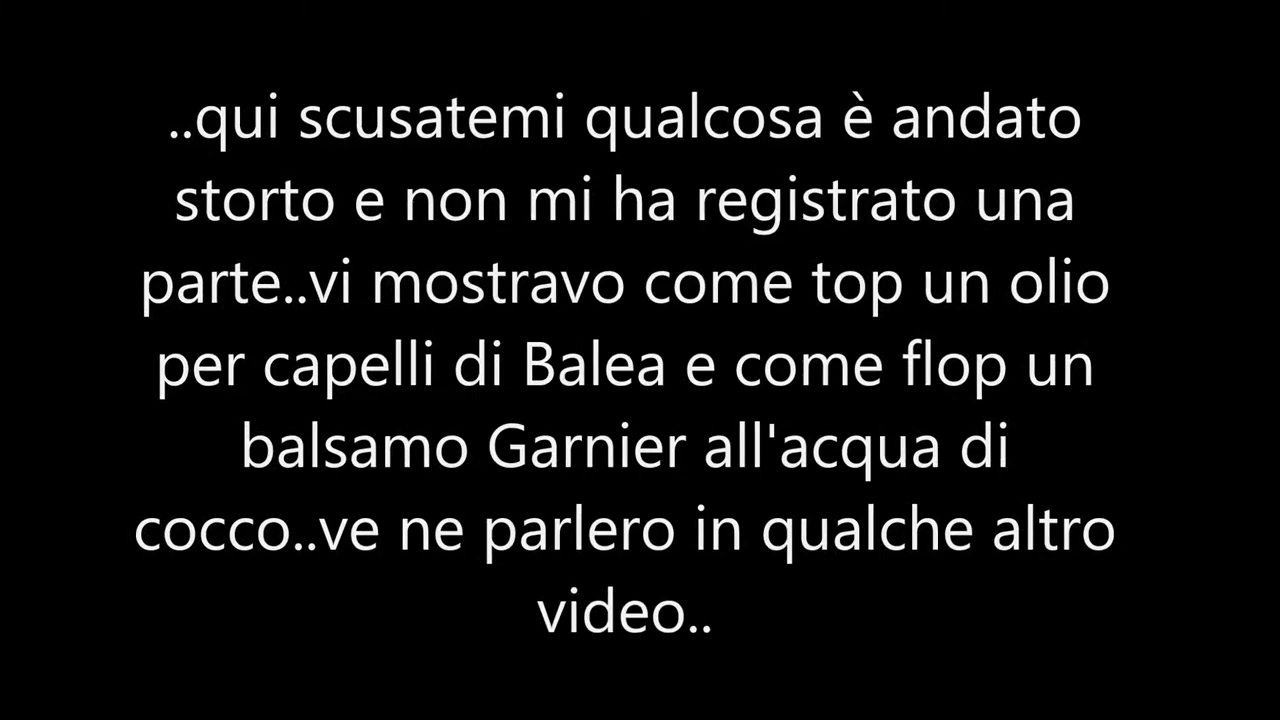 ..qui scusatemi qualcosa è andato
storto e non mi ha registrato una
parte..vi mostravo come top un olio
per capelli di Balea e come flop un
balsamo Garnier all'acqua di
cocco..ve ne parlero in qualche altro
video..